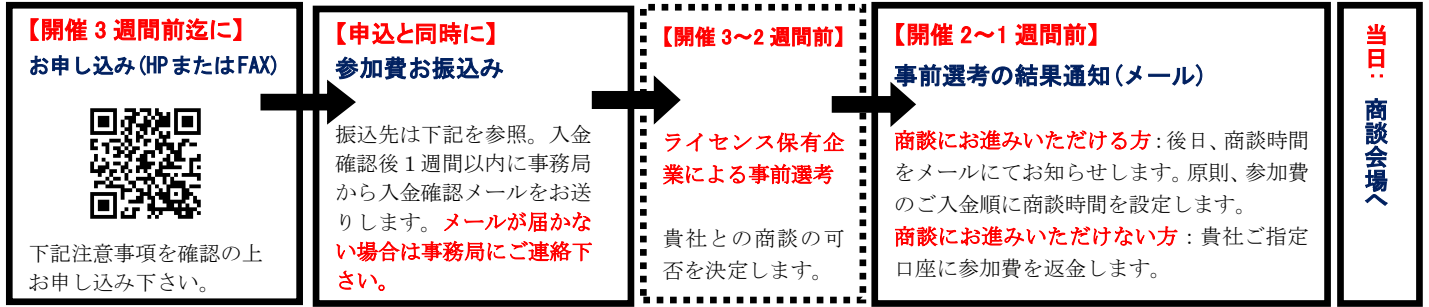 【開催 3 週間前迄に】
お申し込み(HP または FAX)
下記注意事項を確認の上
お申し込み下さい。
【申込と同時に】
参加費お振込み
振込先は下記を参照。入金
確認後 1 週間以内に事務局
から入金確認メールをお送
りします。メールが届かな
い場合は事務局にご連絡下
さい。
【開催 3～2 週間前】
ライセンス保有企
業による事前選考
貴社との商談の可
否を決定します。
【開催 2～1 週間前】
事前選考の結果通知(メール)
商談にお進みいただける方：後日、商談時間
をメールにてお知らせします。原則、参加費
のご入金順に商談時間を設定します。
商談にお進みいただけない方：貴社ご指定
口座に参加費を返金します。
当日： 商談会場へ